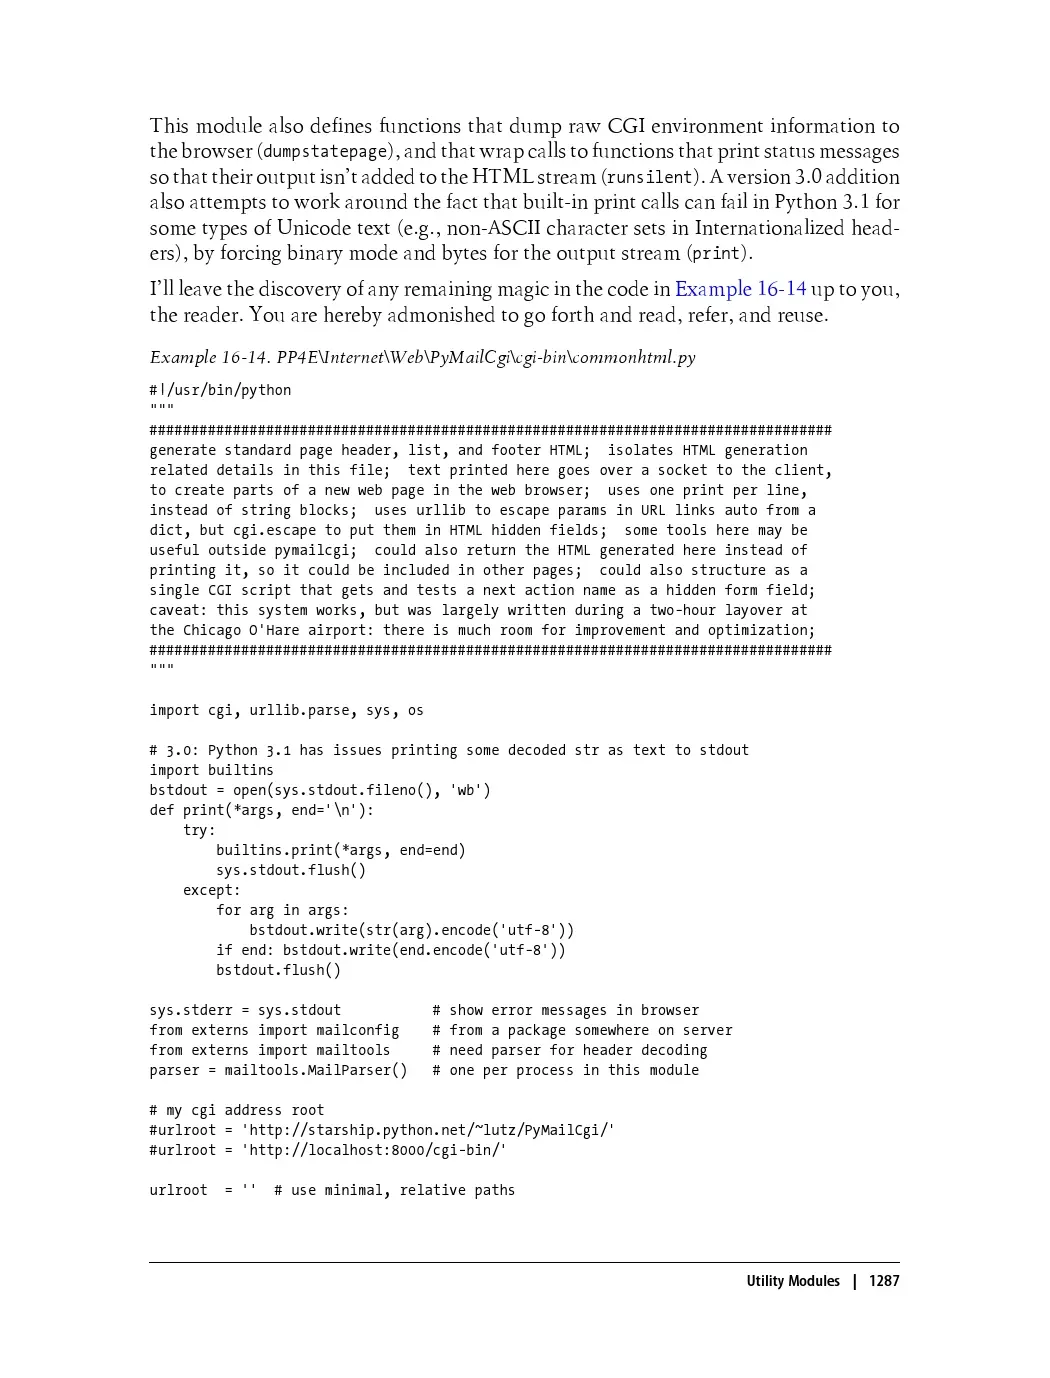 This module also defines functions that dump raw CGI environment information to
the browser (dumpstatepage), and that wrap calls to functions that print status messages
so that their output isn't added to the HTML stream (runsilent). A version 3.0 addition
also attempts to work around the fact that built-in print calls can fail in Python 3.1 for
some types of Unicode text (e.g., non-ASCII character sets in Internationalized head-
ers), by forcing binary mode and bytes for the output stream (print).
I'll leave the discovery of any remaining magic in the code in Example 16-14 up to you,
the reader. You are hereby admonished to go forth and read, refer, and reuse.
Example 16-14. PP4E\Internet\Web\PyMailCgi\cgi-bin\commonhtml.py
#!/usr/bin/python
"""
##################################################################################
generate standard page header, list, and footer HTML;  isolates HTML generation
related details in this file;  text printed here goes over a socket to the client,
to create parts of a new web page in the web browser;  uses one print per line,
instead of string blocks;  uses urllib to escape params in URL links auto from a
dict, but cgi.escape to put them in HTML hidden fields;  some tools here may be
useful outside pymailcgi;  could also return the HTML generated here instead of
printing it, so it could be included in other pages;  could also structure as a
single CGI script that gets and tests a next action name as a hidden form field;
caveat: this system works, but was largely written during a two-hour layover at
the Chicago O'Hare airport: there is much room for improvement and optimization;
##################################################################################
"""
import cgi, urllib.parse, sys, os
# 3.0: Python 3.1 has issues printing some decoded str as text to stdout
import builtins
bstdout = open(sys.stdout.fileno(), 'wb')
def print(*args, end='\n'):
    try:
        builtins.print(*args, end=end)
        sys.stdout.flush()
    except:
        for arg in args:
            bstdout.write(str(arg).encode('utf-8'))
        if end: bstdout.write(end.encode('utf-8'))
        bstdout.flush()
sys.stderr = sys.stdout           # show error messages in browser
from externs import mailconfig    # from a package somewhere on server
from externs import mailtools     # need parser for header decoding
parser = mailtools.MailParser()   # one per process in this module
# my cgi address root
#urlroot = 'http://starship.python.net/~lutz/PyMailCgi/'
#urlroot = 'http://localhost:8000/cgi-bin/'
urlroot  = ''  # use minimal, relative paths
Utility Modules | 1287